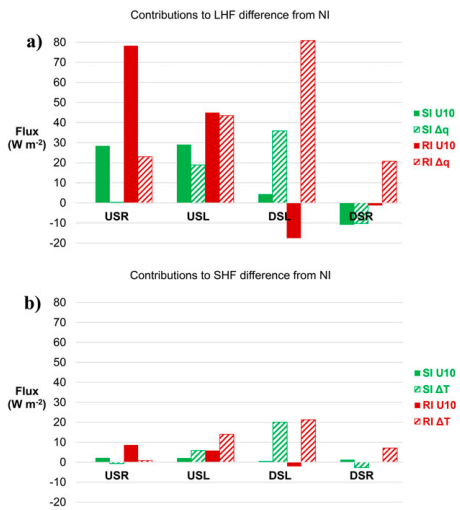 Contributions to LHF difference from NI
a)
80
70
60
50
40
30
20
10
0
-10
-20
Flux
(W m-2)
USR USL DSL DSR
SI U10
SI Δq
RI U10
RI Δq
Contributions to SHF difference from NI
b)
80
70
60
50
40
30
20
10
0
-10
-20
Flux
(W m-2)
USR USL DSL DSR
SI U10
SI ΔT
RI U10
RI ΔT